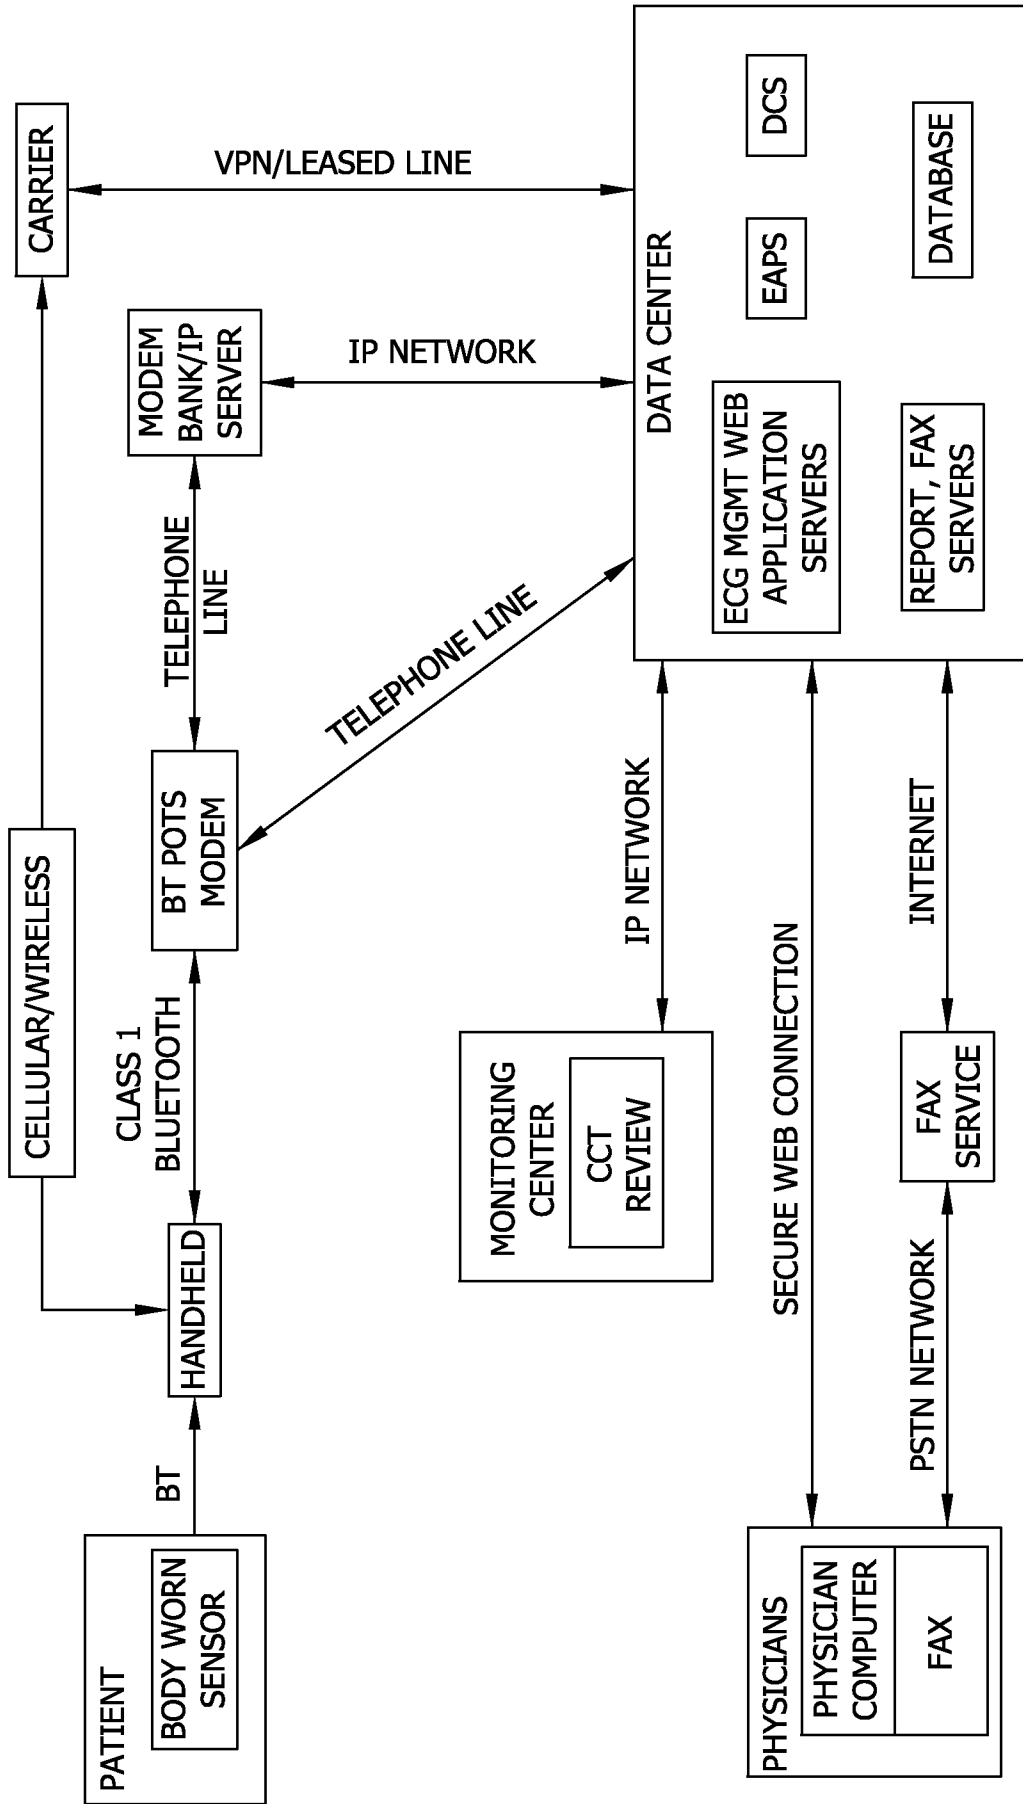 PATIENT
BODY WORN
SENSOR
BT
HANDHELD
CELLULAR/WIRELESS
CARRIER
CLASS 1
BLUETOOTH
BT POTS
MODEM
TELEPHONE
LINE
MODEM
BANK/IP
SERVER
VPN/LEASED LINE
IP NETWORK
TELEPHONE LINE
MONITORING
CENTER
CCT
REVIEW
IP NETWORK
DATA CENTER
ECG MGMT WEB
APPLICATION
SERVERS
EAPS
DCS
REPORT, FAX
SERVERS
DATABASE
SECURE WEB CONNECTION
PHYSICIANS
PHYSICIAN
COMPUTER
FAX
PSTN NETWORK
FAX
SERVICE
INTERNET